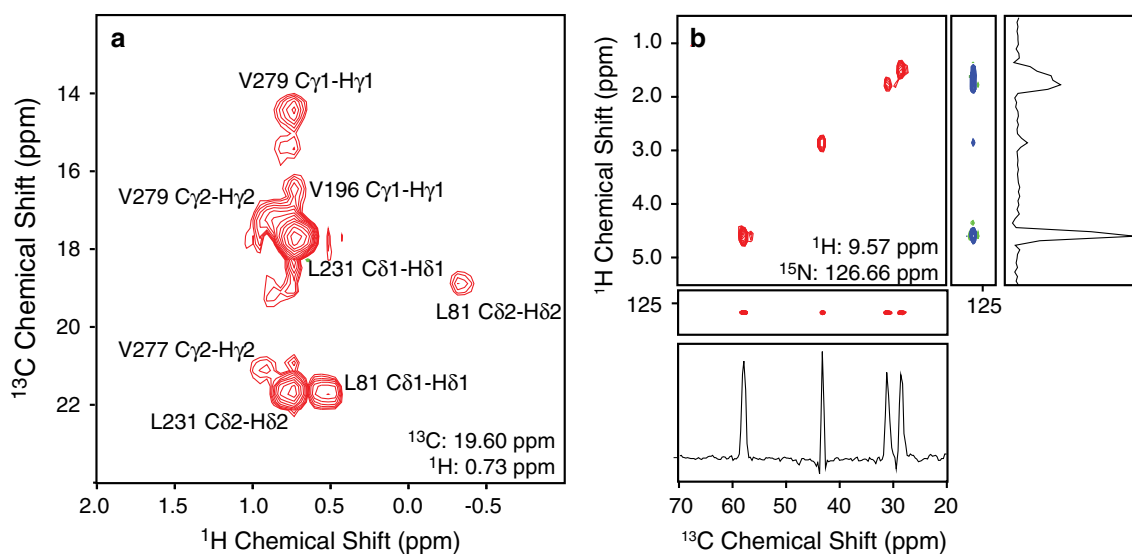 a
V279 Cγ1-Hγ1
14
16
V279 Cγ2-Hγ2
V196 Cγ1-Hγ1
18
L231 Cδ1-Hδ1
L81 Cδ2-Hδ2
20
V277 Cγ2-Hγ2
L81 Cδ1-Hδ1
22
L231 Cδ2-Hδ2
13C: 19.60 ppm
1H: 0.73 ppm
2.0 1.0 0.0 -0.5
1H Chemical Shift (ppm)
13C Chemical Shift (ppm)
b
1.0
2.0
3.0
4.0
5.0
1H Chemical Shift (ppm)
1H: 9.57 ppm
15N: 126.66 ppm
125
125
70 60 50 40 30 20
13C Chemical Shift (ppm)